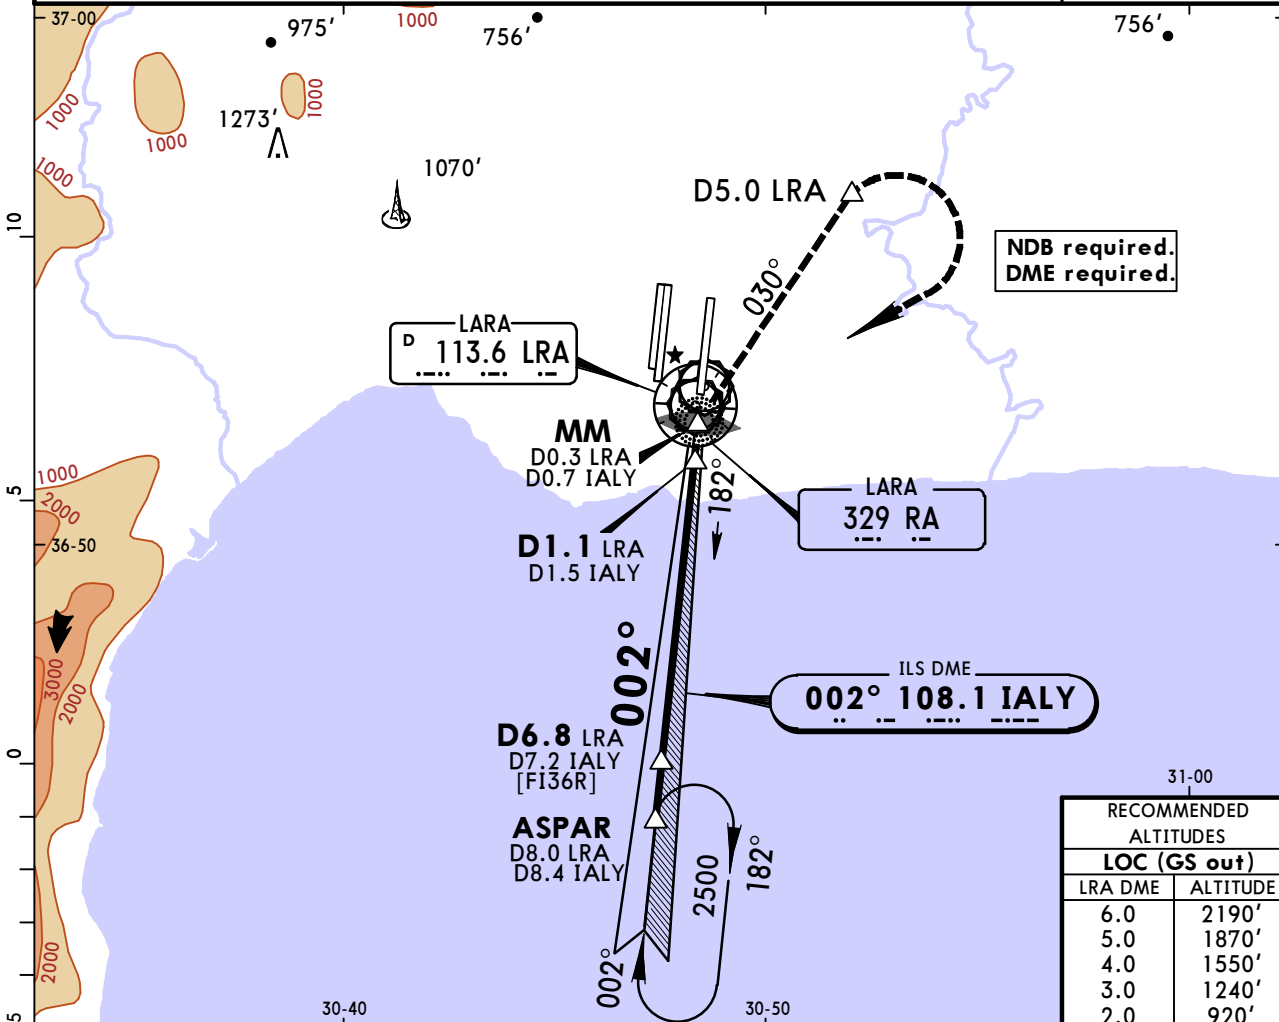 37-00
975′
1000
756′
756′
1000
1273′
1000
1000
1070′
1000
D5.0 LRA
10
NDB required.
DME required.
030°
LARA
D 113.6 LRA
MM
D0.3 LRA
D0.7 IALY
182°
1000
2000
5
LARA
329 RA
36-50
D1.1 LRA
D1.5 IALY
002°
3000
2000
ILS DME
002° 108.1 IALY
D6.8 LRA
D7.2 IALY
[FI36R]
0
31-00
ASPAR
D8.0 LRA
D8.4 IALY
2500
182°
002°
2000
RECOMMENDED
ALTITUDES
LOC (GS out)
LRA DME ALTITUDE
6.0 2190′
5.0 1870′
4.0 1550′
3.0 1240′
2.0 920′
30-40
30-50
5